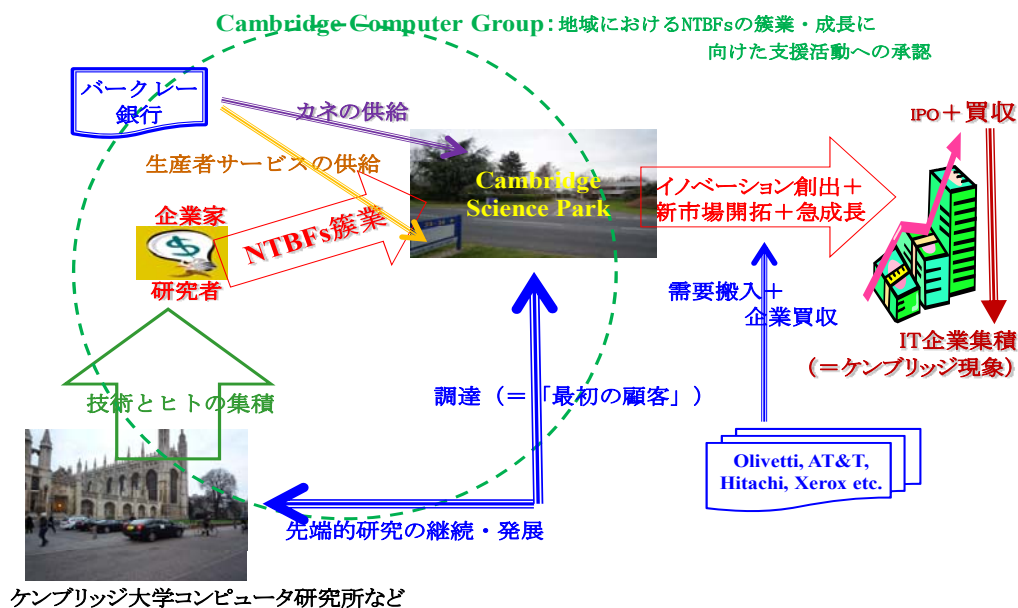 Cambridge Computer Group：地域におけるNTBFsの簇業・成長に
向けた支援活動への承認
バークレー
銀行
カネの供給
生産者サービスの供給
IPO＋買収
Cambridge
Science Park
イノベーション創出＋
新市場開拓＋急成長
企業家
NTBFs簇業
研究者
需要搬入＋
企業買収
IT企業集積
（＝ケンブリッジ現象）
技術とヒトの集積
調達（＝「最初の顧客」）
Olivetti, AT&T,
Hitachi, Xerox etc.
先端的研究の継続・発展
ケンブリッジ大学コンピュータ研究所など